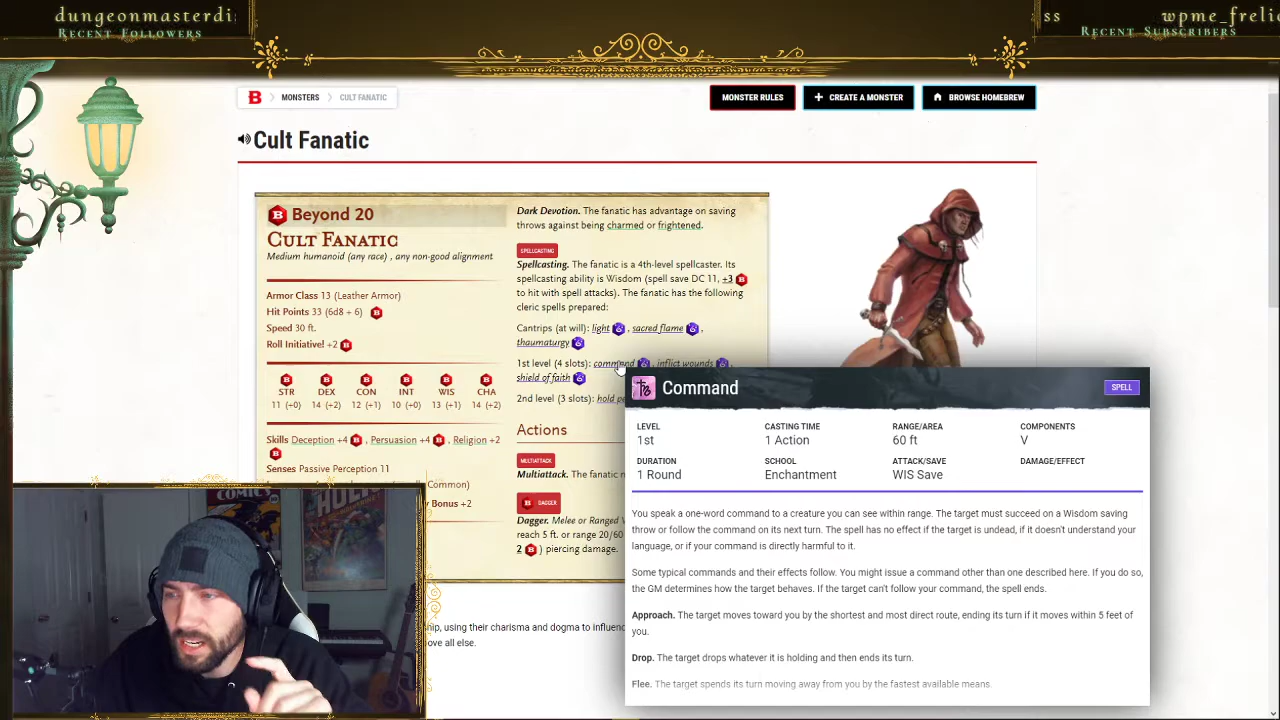 dungeonmasterdi
Recent Followers
ss wpme_frelic
Recent Subscribers
B MONSTERS CULT FANATIC
MONSTER RULES
+ CREATE A MONSTER
BROWSE HOMEBREW
Cult Fanatic
B Beyond 20
Cult Fanatic
Medium humanoid (any race) , any non-good alignment
Armor Class 13 (Leather Armor)
Hit Points 33 (6d8 + 6)
Speed 30 ft.
Roll Initiative! +2
STR DEX CON INT WIS CHA
11 (+0) 14 (+2) 12 (+1) 10 (+0) 13 (+1) 14 (+2)
Skills Deception +4 , Persuasion +4 , Religion +2
Senses Passive Perception 11
Common)
Bonus +2
Dark Devotion. The fanatic has advantage on saving
throws against being charmed or frightened.
SPELLCASTING
Spellcasting. The fanatic is a 4th-level spellcaster. Its
spellcasting ability is Wisdom (spell save DC 11, +3
to hit with spell attacks). The fanatic has the following
cleric spells prepared:
Cantrips (at will): light , sacred flame ,
thaumaturgy
1st level (4 slots): command , inflict wounds ,
shield of faith
2nd level (3 slots): hold pe
Actions
MULTIATTACK
Multiattack. The fanatic
B DAGGER
Dagger. Melee or Ranged
reach 5 ft. or range 20/60
2 ) piercing damage.
ip, using their charisma and dogma to influenc
ove all else.
Command
SPELL
LEVEL CASTING TIME RANGE/AREA COMPONENTS
1st 1 Action 60 ft V
DURATION SCHOOL ATTACK/SAVE DAMAGE/EFFECT
1 Round Enchantment WIS Save
You speak a one-word command to a creature you can see within range. The target must succeed on a Wisdom saving
throw or follow the command on its next turn. The spell has no effect if the target is undead, if it doesn't understand your
language, or if your command is directly harmful to it.
Some typical commands and their effects follow. You might issue a command other than one described here. If you do so,
the GM determines how the target behaves. If the target can't follow your command, the spell ends.
Approach. The target moves toward you by the shortest and most direct route, ending its turn if it moves within 5 feet of
you.
Drop. The target drops whatever it is holding and then ends its turn.
Flee. The target spends its turn moving away from you by the fastest available means.
COMICS
HULK